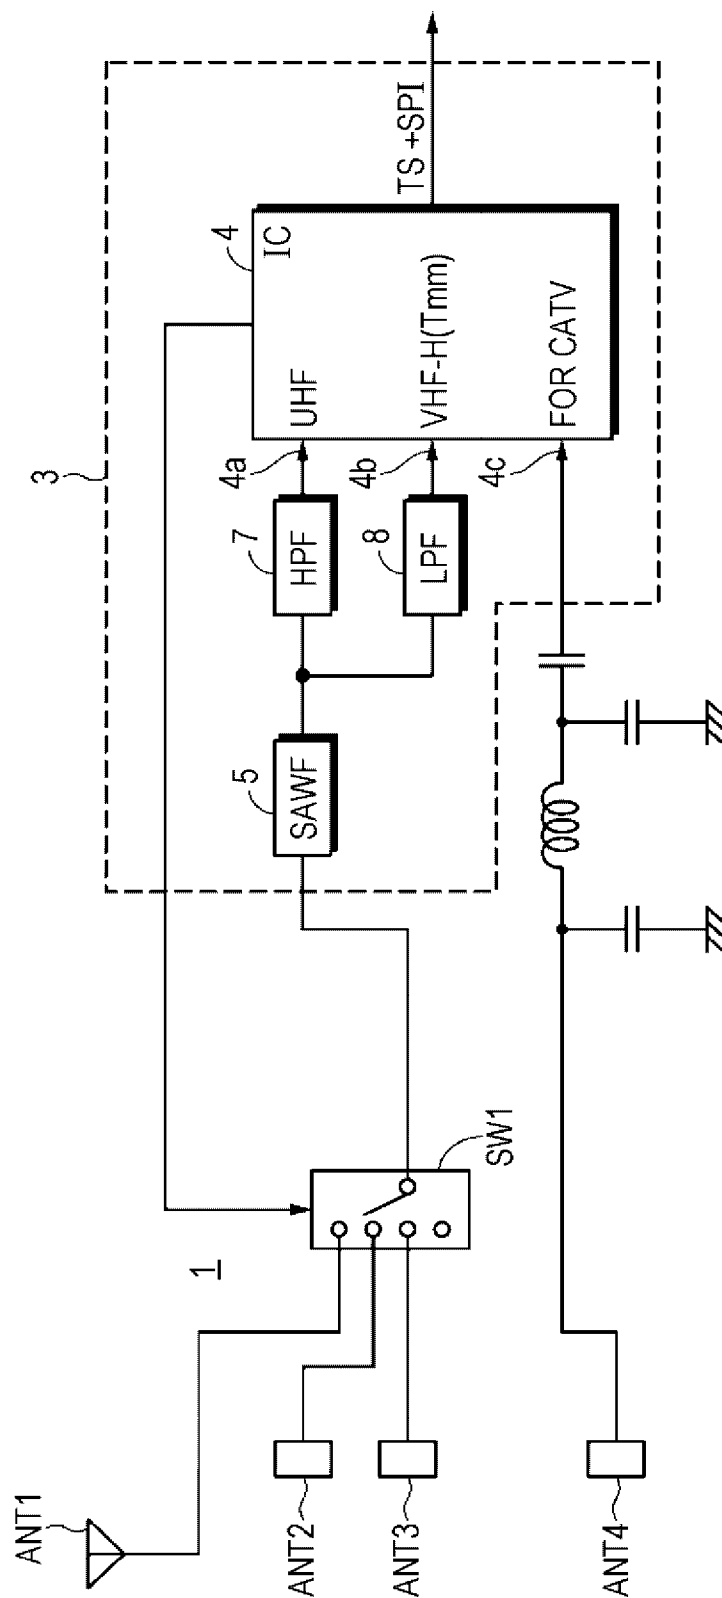 ANT1
ANT2
ANT3
ANT4
1
SW1
3
5
SAWF
7
HPF
8
LPF
4a
4b
4c
4
IC
UHF
VHF-H(Tmm)
FOR CATV
TS +SPI